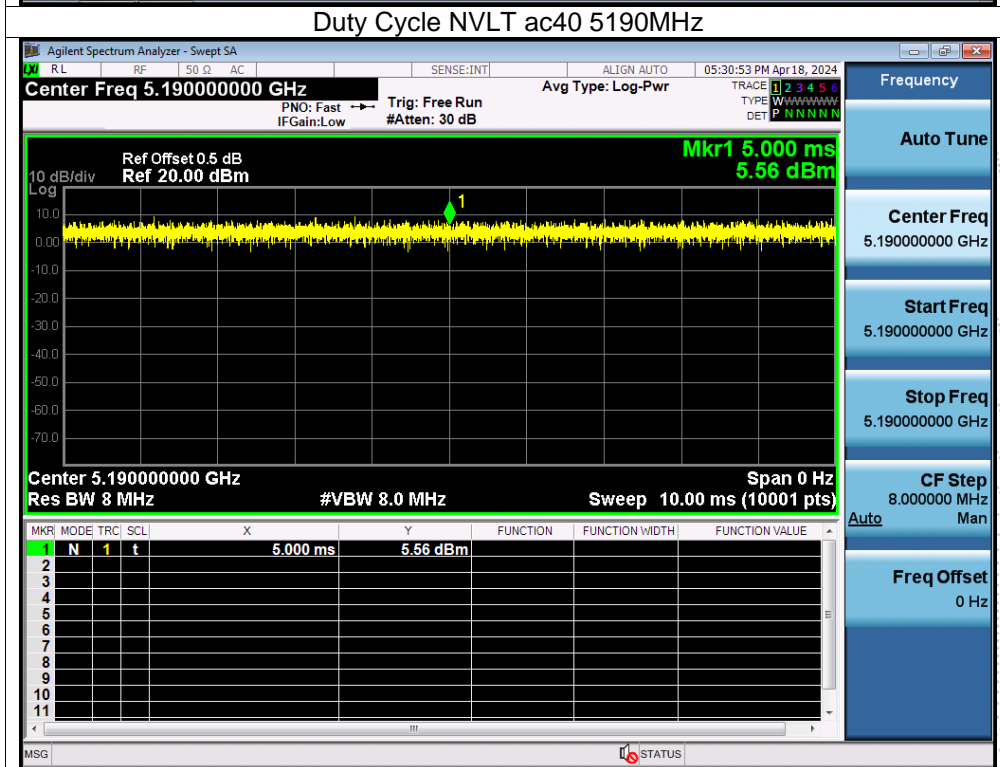 Duty Cycle NVLT ac40 5190MHz
Agilent Spectrum Analyzer - Swept SA
LXI RL RF 50 Ω AC SENSE:INT ALIGN AUTO 05:30:53 PM Apr 18, 2024
Center Freq 5.190000000 GHz Avg Type: Log-Pwr TRACE 1 2 3 4 5 6
PNO: Fast Trig: Free Run TYPE WWWWWW
IFGain:Low #Atten: 30 dB DET P N N N N N
Mkr1 5.000 ms
5.56 dBm
Ref Offset 0.5 dB
10 dB/div Ref 20.00 dBm
Log
1
10.0
0.00
-10.0
-20.0
-30.0
-40.0
-50.0
-60.0
-70.0
Center 5.190000000 GHz Span 0 Hz
Res BW 8 MHz #VBW 8.0 MHz Sweep 10.00 ms (10001 pts)
MKR MODE TRC SCL X Y FUNCTION FUNCTION WIDTH FUNCTION VALUE
1 N 1 t 5.000 ms 5.56 dBm
2
3
4
5
6
7
8
9
10
11
MSG STATUS
Frequency
Auto Tune
Center Freq
5.190000000 GHz
Start Freq
5.190000000 GHz
Stop Freq
5.190000000 GHz
CF Step
8.000000 MHz
Auto Man
Freq Offset
0 Hz